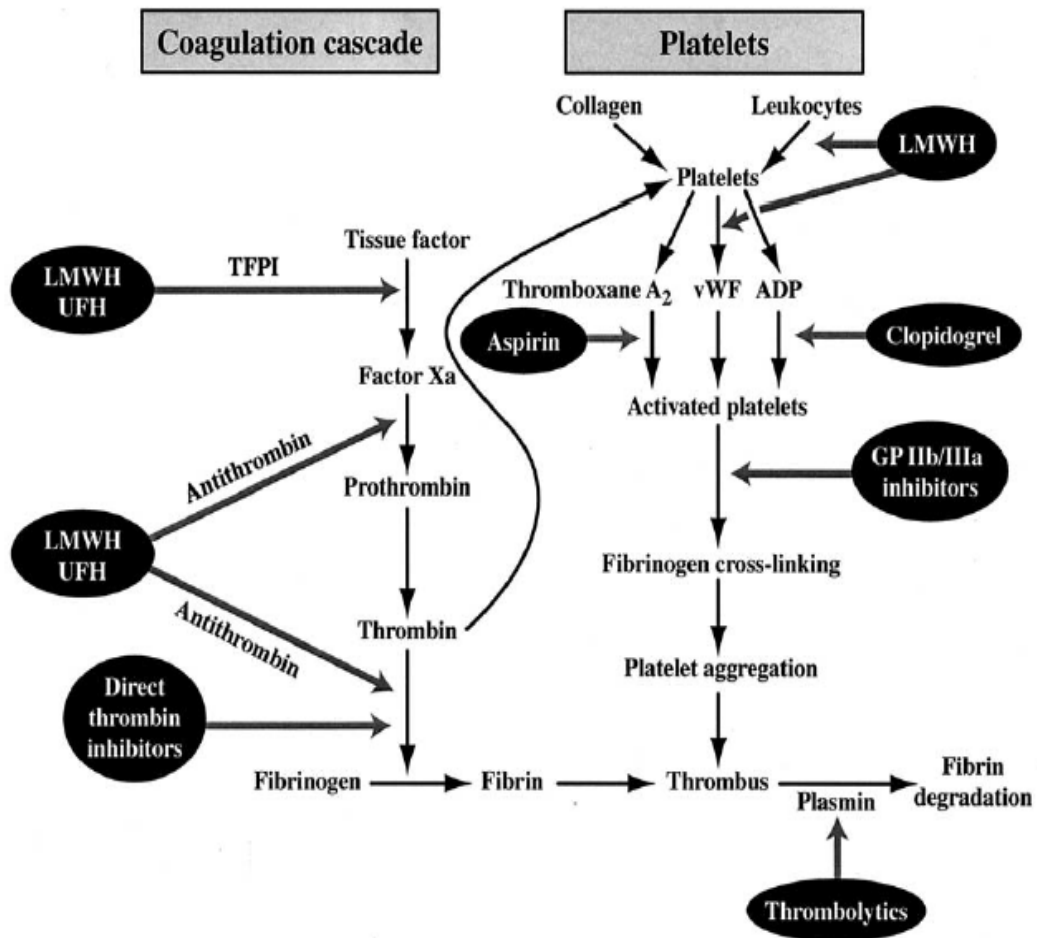 Coagulation cascade
Platelets
Collagen
Leukocytes
LMWH
Platelets
Tissue factor
LMWH
UFH
TFPI
Thromboxane A₂ vWF ADP
Aspirin
Clopidogrel
Factor Xa
Activated platelets
Antithrombin
GP IIb/IIIa
inhibitors
Prothrombin
LMWH
UFH
Fibrinogen cross-linking
Antithrombin
Thrombin
Platelet aggregation
Direct
thrombin
inhibitors
Fibrinogen
Fibrin
Thrombus
Plasmin
Fibrin
degradation
Thrombolytics